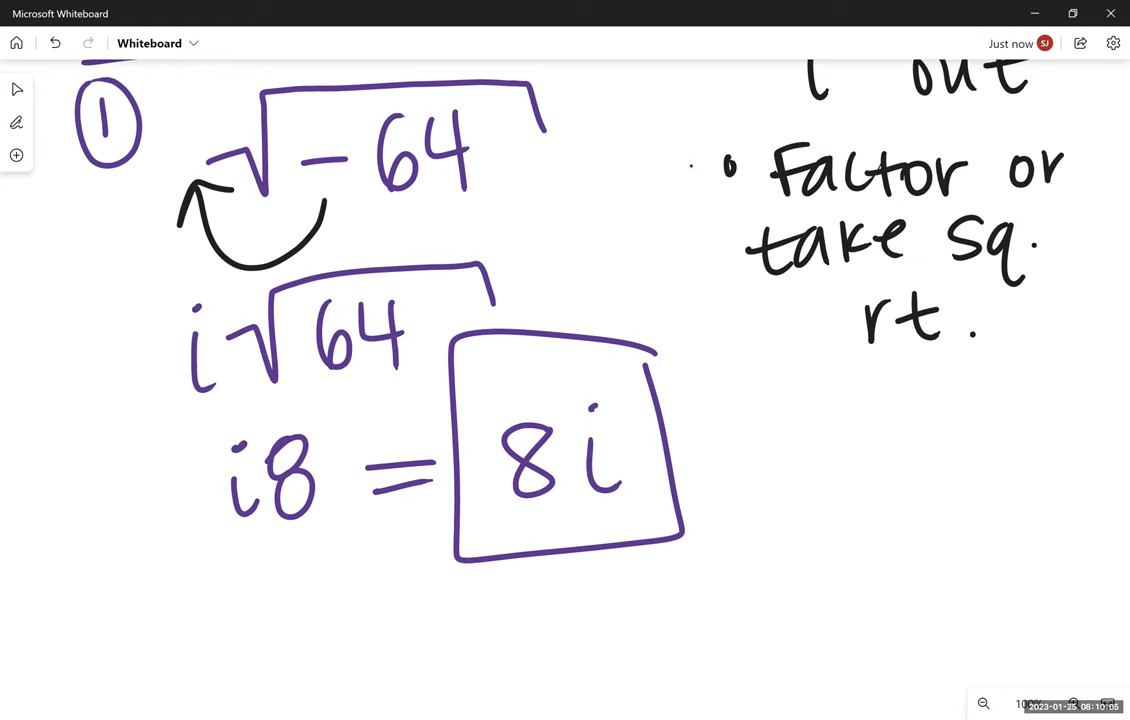 Microsoft Whiteboard
Whiteboard
Just now SJ
①
√-64
i√64
i8 = 8i
i out
• Factor or
take sq.
rt.
2023-01-25 08:10:05